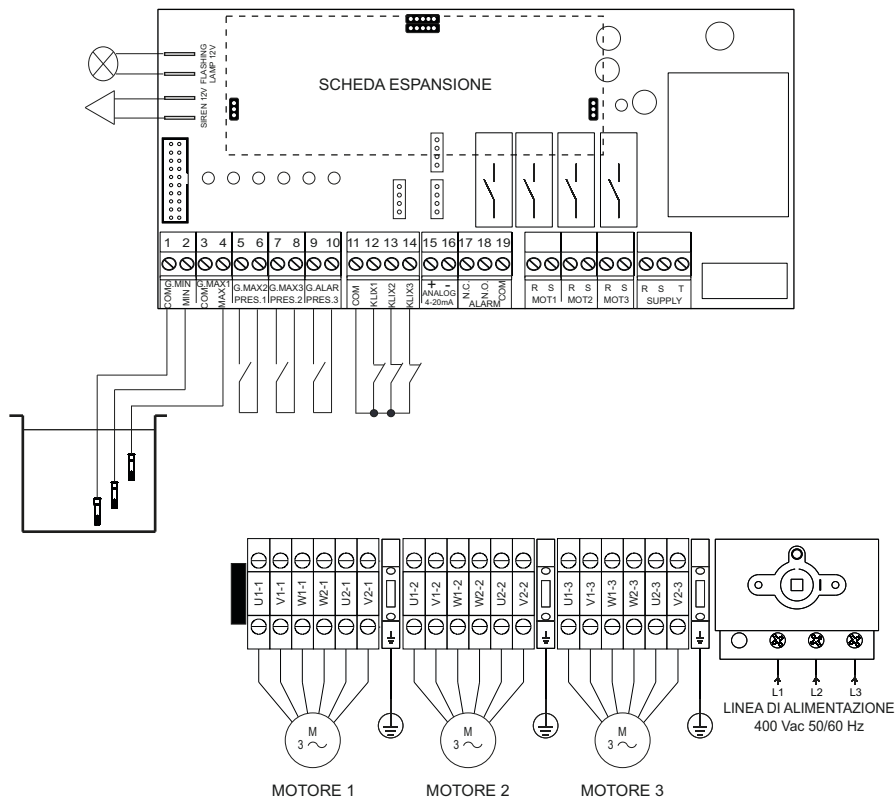 FLASHING
LAMP 12V
SIREN 12V
SCHEDA ESPANSIONE
1 2 3 4 5 6 7 8 9 10 11 12 13 14 15 16 17 18 19
COM
G.MIN
MIN
COM
G.MAX1
MAX1
G.MAX2
PRES.1
G.MAX3
PRES.2
G.ALAR
PRES.3
COM
KLIX1
KLIX2
KLIX3
+ -
ANALOG
4-20mA
N.C.
N.O.
COM
ALARM
R S
MOT1
R S
MOT2
R S
MOT3
R S T
SUPPLY
U1-1 V1-1 W1-1 W2-1 U2-1 V2-1
U1-2 V1-2 W1-2 W2-2 U2-2 V2-2
U1-3 V1-3 W1-3 W2-3 U2-3 V2-3
I
L1 L2 L3
LINEA DI ALIMENTAZIONE
400 Vac 50/60 Hz
M
3
M
3
M
3
MOTORE 1
MOTORE 2
MOTORE 3